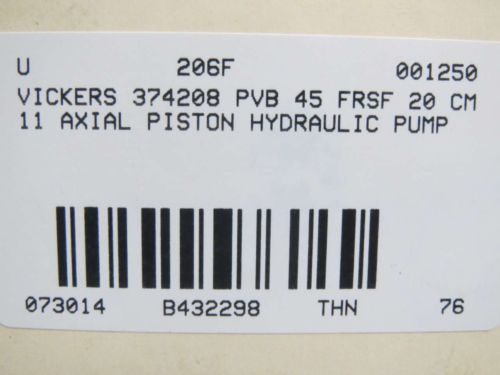 U 206F 001250
VICKERS 374208 PVB 45 FRSF 20 CM
11 AXIAL PISTON HYDRAULIC PUMP
073014 B432298 THN 76